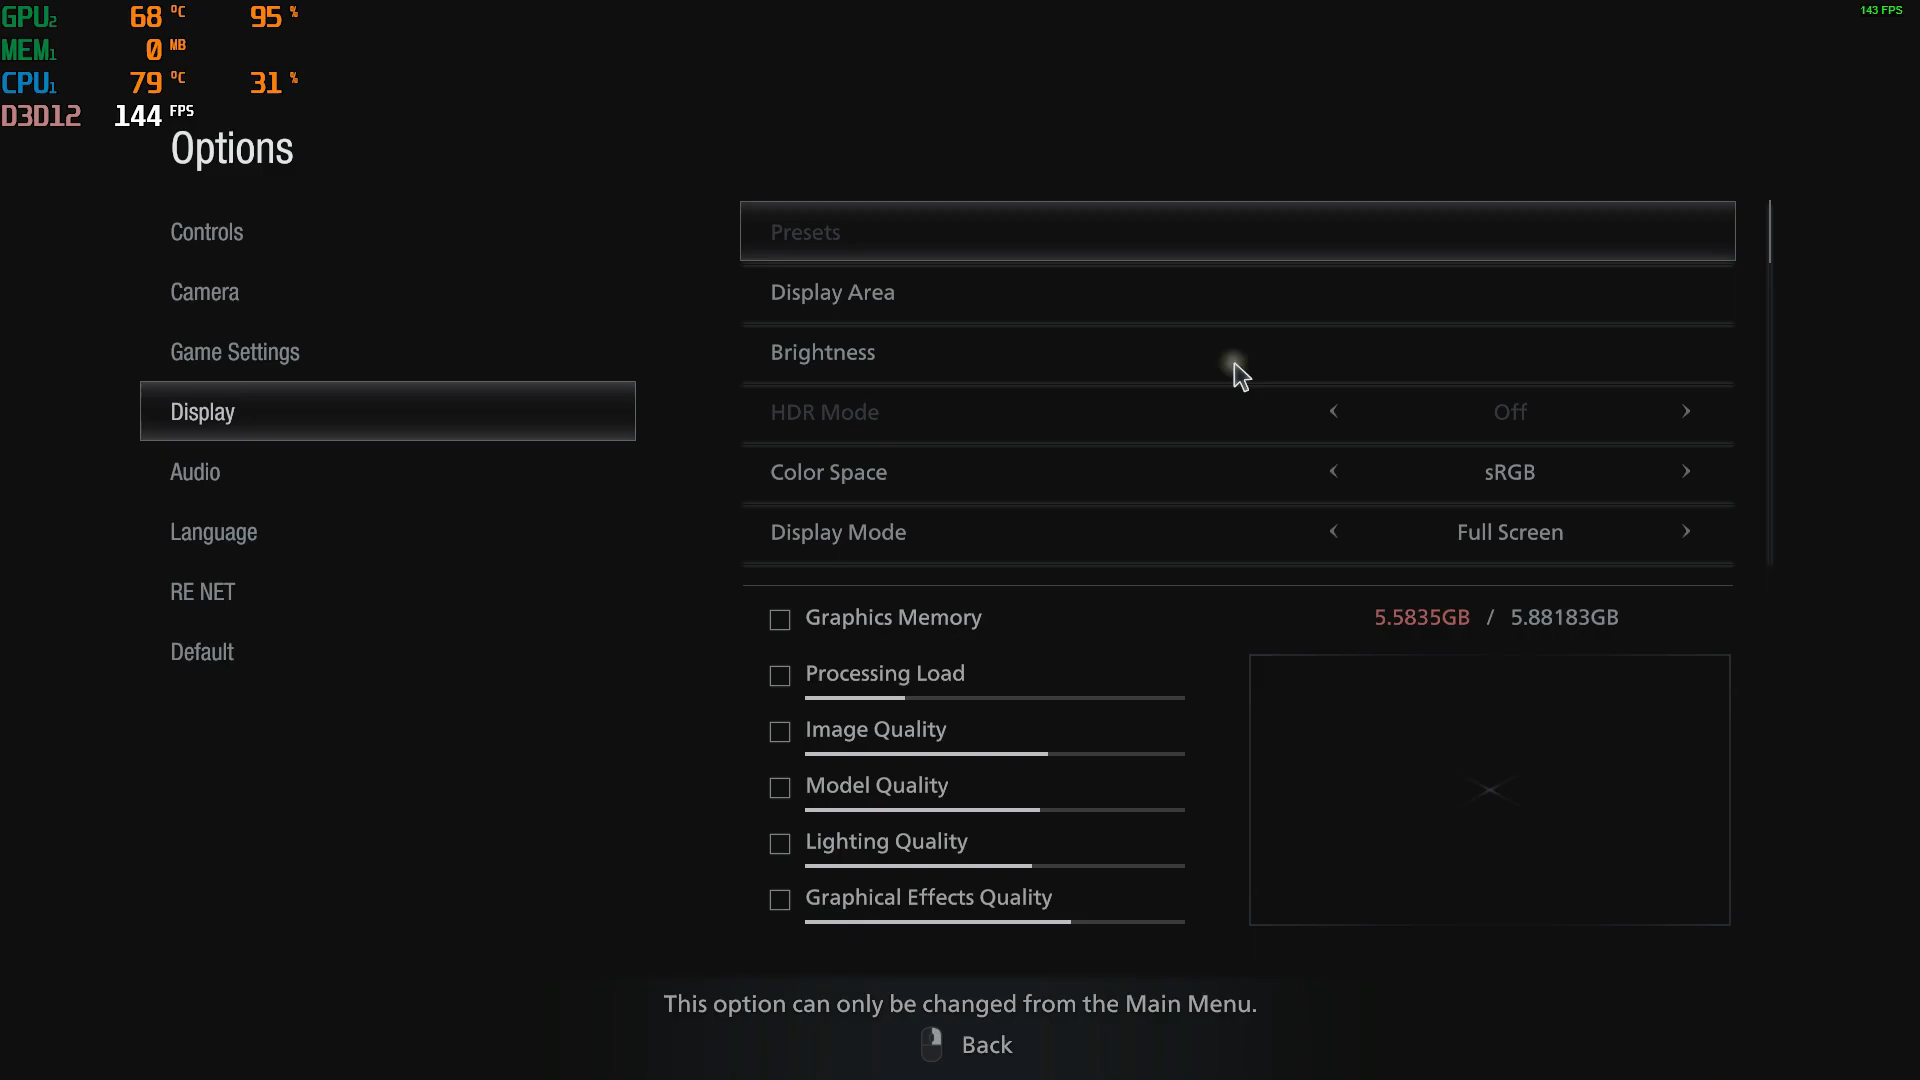 GPU2 68 °C 95 %
143 FPS
MEM1 0 MB
CPU1 79 °C 31 %
D3D12 144 FPS
Options
Controls
Camera
Game Settings
Display
Audio
Language
RE NET
Default
Presets
Display Area
Brightness
HDR Mode Off
Color Space sRGB
Display Mode Full Screen
Graphics Memory 5.5835GB / 5.88183GB
Processing Load
Image Quality
Model Quality
Lighting Quality
Graphical Effects Quality
This option can only be changed from the Main Menu.
Back